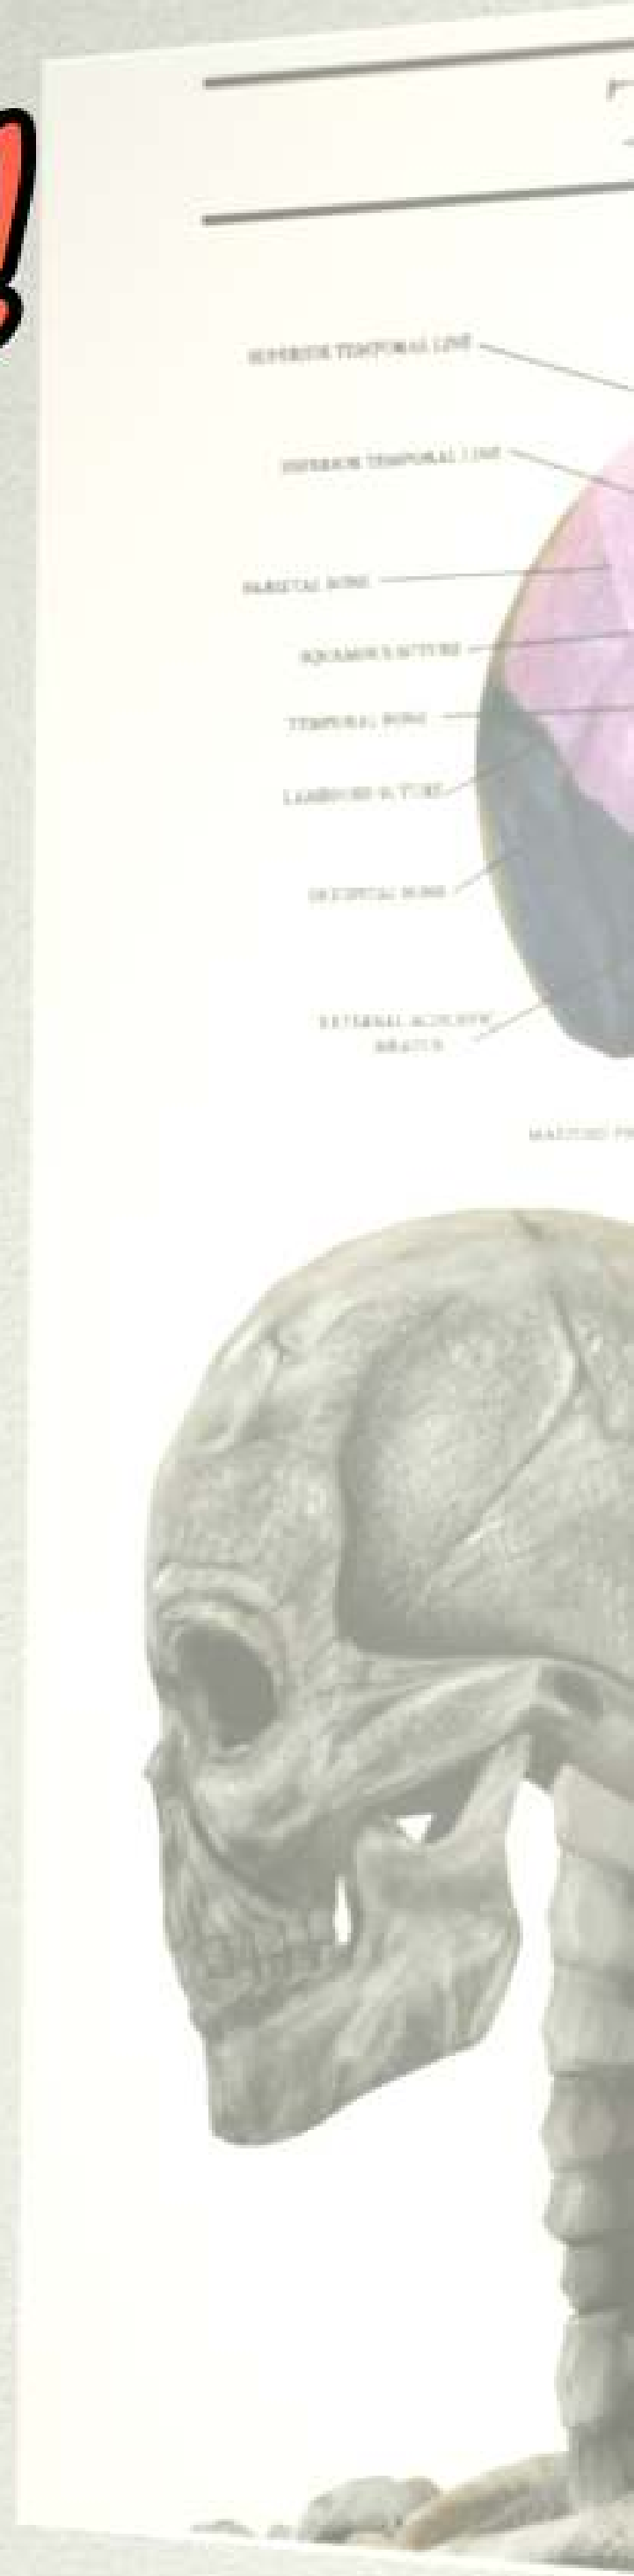 !
SUPERIOR TEMPORAL LINE
INFERIOR TEMPORAL LINE
PARIETAL BONE
SQUAMOUS SUTURE
TEMPORAL BONE
LAMBDOID SUTURE
OCCIPITAL BONE
EXTERNAL ACOUSTIC
MEATUS
MASTOID